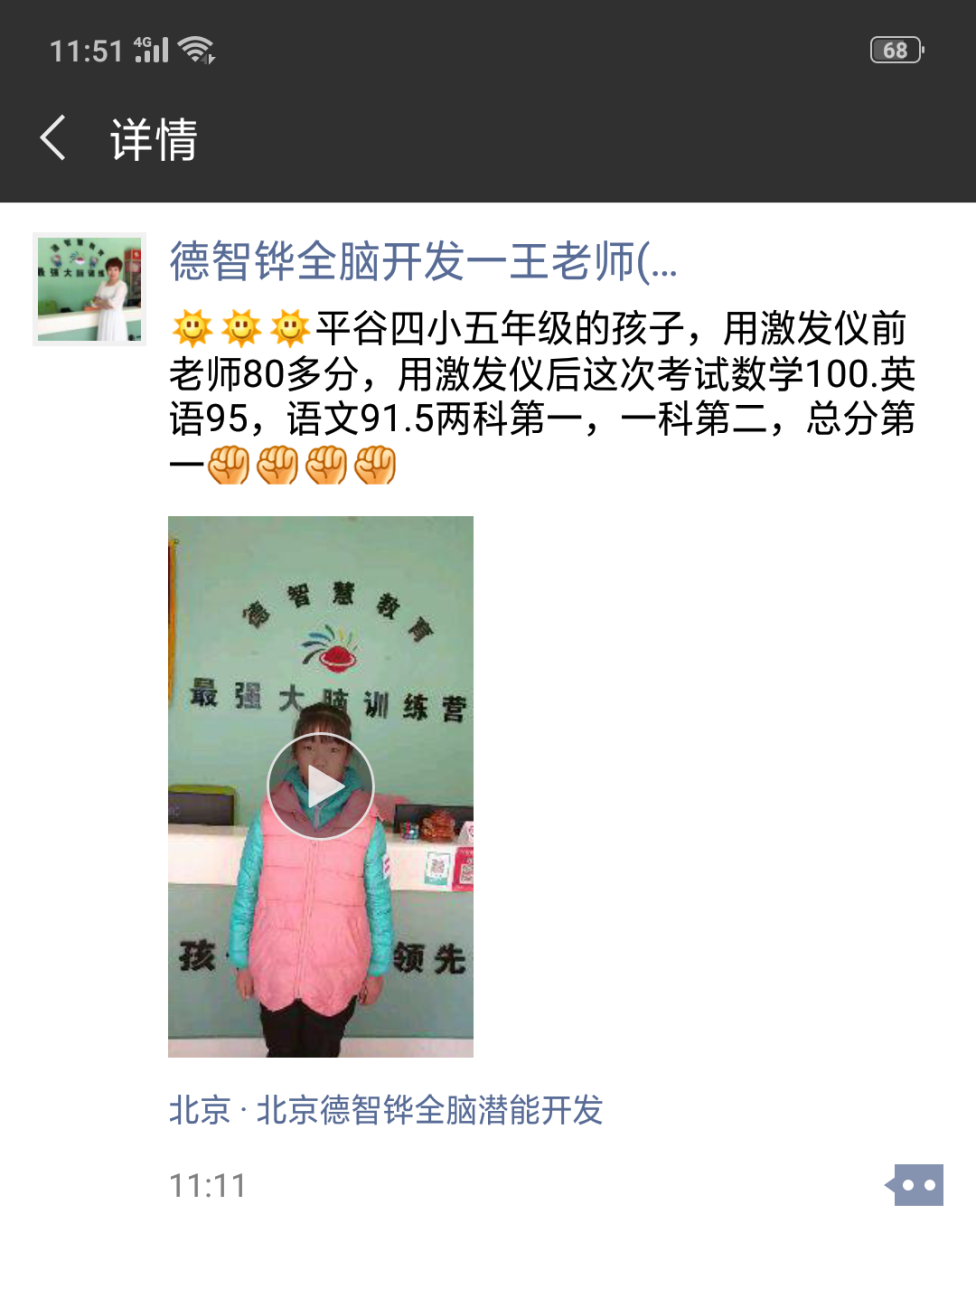 11:51 4G
68
详情
德智铧全脑开发一王老师(...
平谷四小五年级的孩子，用激发仪前
老师80多分，用激发仪后这次考试数学100.英
语95，语文91.5两科第一，一科第二，总分第
一
德智慧教育
最强大脑训练营
孩
领先
北京 · 北京德智铧全脑潜能开发
11:11